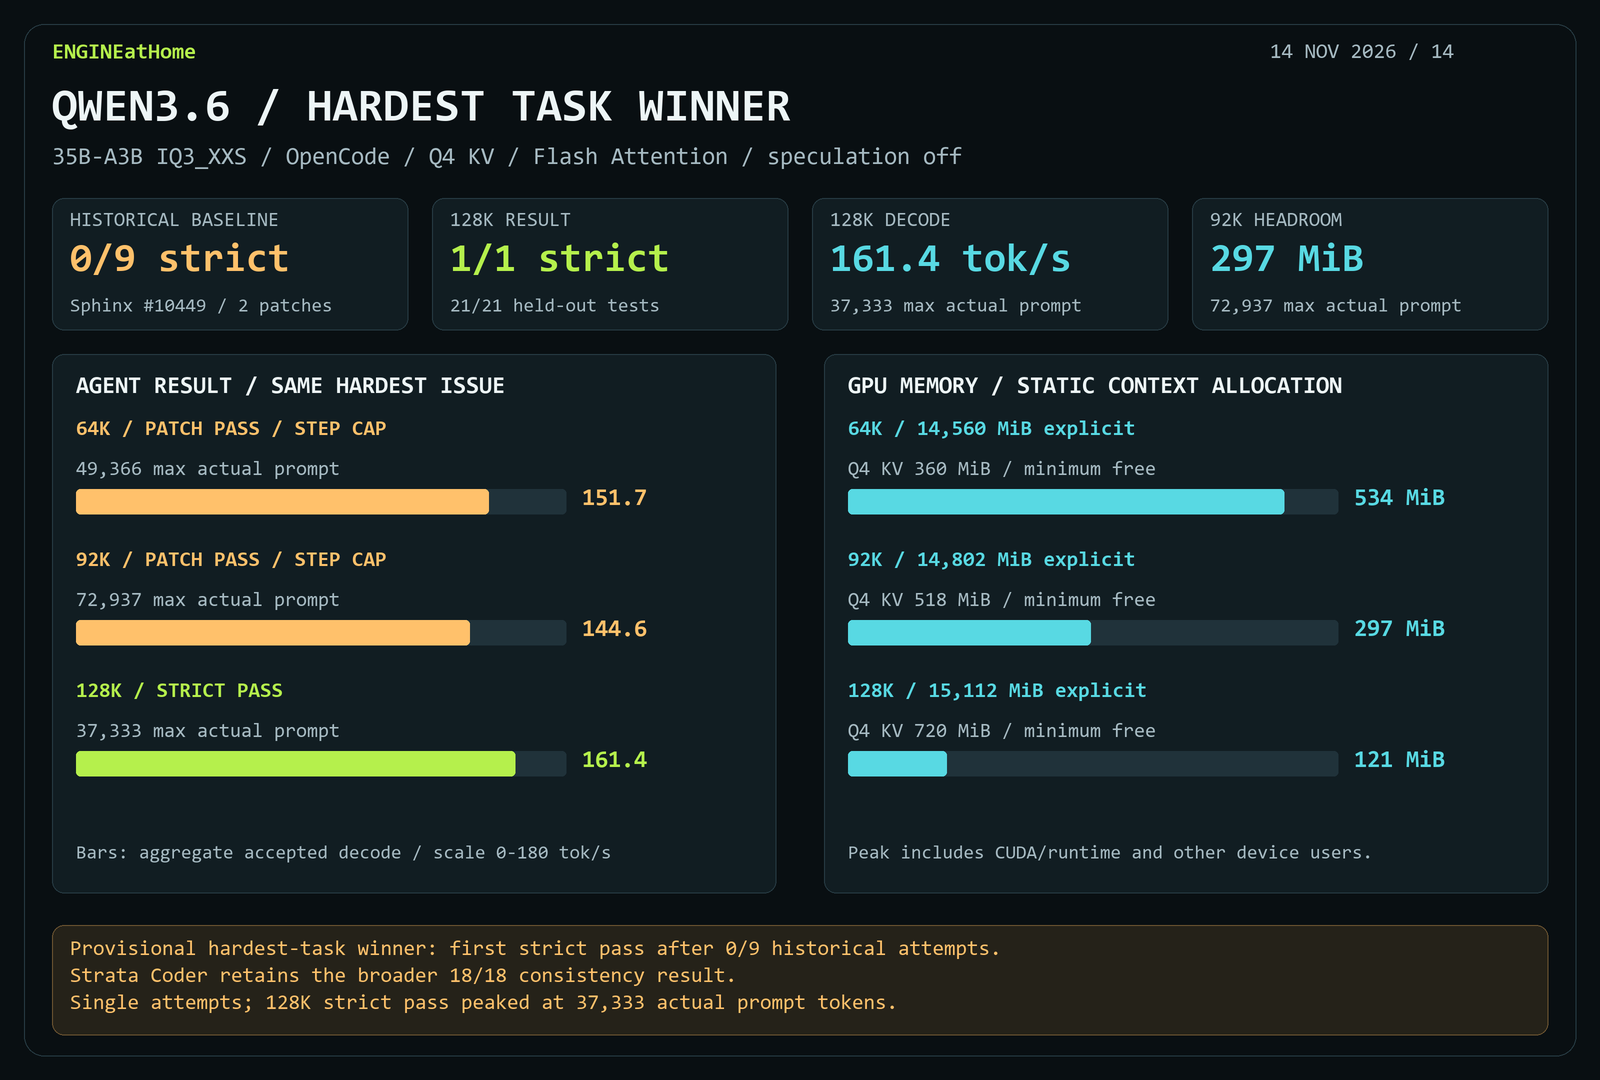 ENGINEatHome
14 NOV 2026 / 14
QWEN3.6 / HARDEST TASK WINNER
35B-A3B IQ3_XXS / OpenCode / Q4 KV / Flash Attention / speculation off
HISTORICAL BASELINE
0/9 strict
Sphinx #10449 / 2 patches
128K RESULT
1/1 strict
21/21 held-out tests
128K DECODE
161.4 tok/s
37,333 max actual prompt
92K HEADROOM
297 MiB
72,937 max actual prompt
AGENT RESULT / SAME HARDEST ISSUE
64K / PATCH PASS / STEP CAP
49,366 max actual prompt
151.7
92K / PATCH PASS / STEP CAP
72,937 max actual prompt
144.6
128K / STRICT PASS
37,333 max actual prompt
161.4
Bars: aggregate accepted decode / scale 0-180 tok/s
GPU MEMORY / STATIC CONTEXT ALLOCATION
64K / 14,560 MiB explicit
Q4 KV 360 MiB / minimum free
534 MiB
92K / 14,802 MiB explicit
Q4 KV 518 MiB / minimum free
297 MiB
128K / 15,112 MiB explicit
Q4 KV 720 MiB / minimum free
121 MiB
Peak includes CUDA/runtime and other device users.
Provisional hardest-task winner: first strict pass after 0/9 historical attempts.
Strata Coder retains the broader 18/18 consistency result.
Single attempts; 128K strict pass peaked at 37,333 actual prompt tokens.